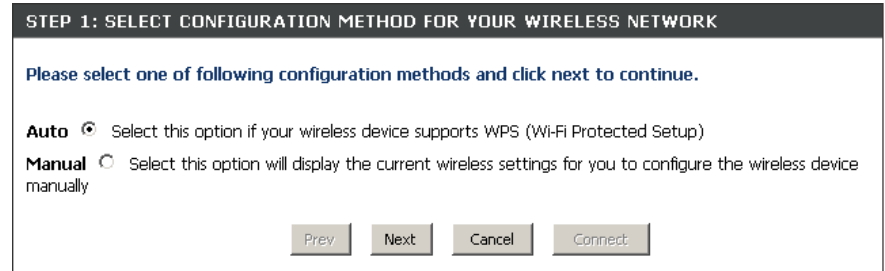 STEP 1: SELECT CONFIGURATION METHOD FOR YOUR WIRELESS NETWORK
Please select one of following configuration methods and click next to continue.
Auto Select this option if your wireless device supports WPS (Wi-Fi Protected Setup)
Manual Select this option will display the current wireless settings for you to configure the wireless device
manually
Prev Next Cancel Connect